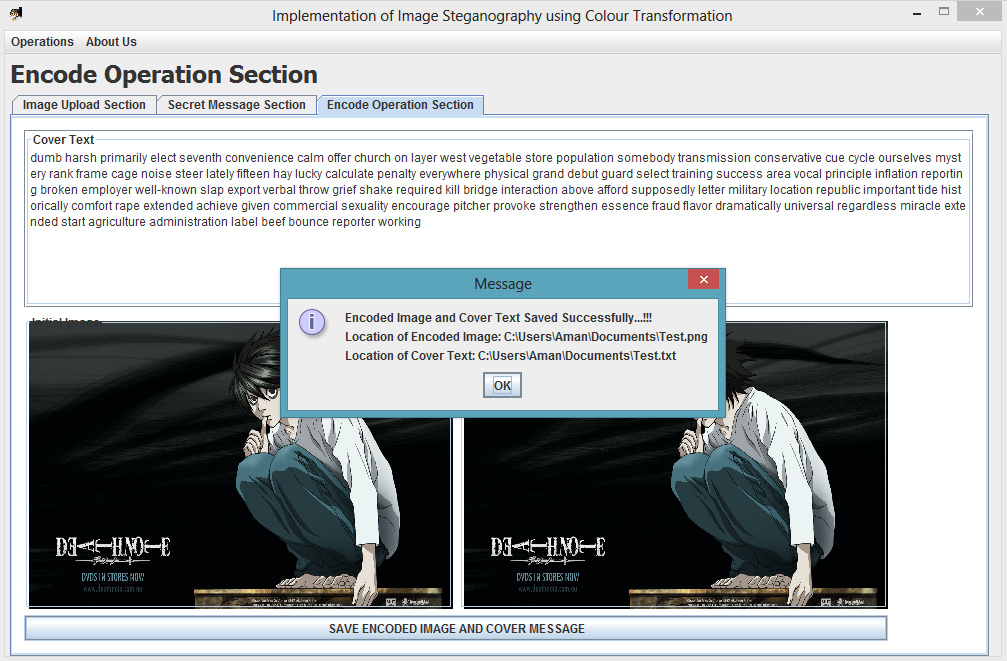 Implementation of Image Steganography using Colour Transformation
Operations About Us
Encode Operation Section
Image Upload Section Secret Message Section Encode Operation Section
Cover Text
dumb harsh primarily elect seventh convenience calm offer church on layer west vegetable store population somebody transmission conservative cue cycle ourselves myst
ery rank frame cage noise steer lately fifteen hay lucky calculate penalty everywhere physical grand debut guard select training success area vocal principle inflation reportin
g broken employer well-known slap export verbal throw grief shake required kill bridge interaction above afford supposedly letter military location republic important tide hist
orically comfort rape extended achieve given commercial sexuality encourage pitcher provoke strengthen essence fraud flavor dramatically universal regardless miracle exte
nded start agriculture administration label beef bounce reporter working
Message
Encoded Image and Cover Text Saved Successfully...!!!
Location of Encoded Image: C:\Users\Aman\Documents\Test.png
Location of Cover Text: C:\Users\Aman\Documents\Test.txt
OK
Initial Image
DEATH NOTE
DVDS IN STORES NOW
www.deathnote.com.au
DEATH NOTE
DVDS IN STORES NOW
www.deathnote.com.au
SAVE ENCODED IMAGE AND COVER MESSAGE